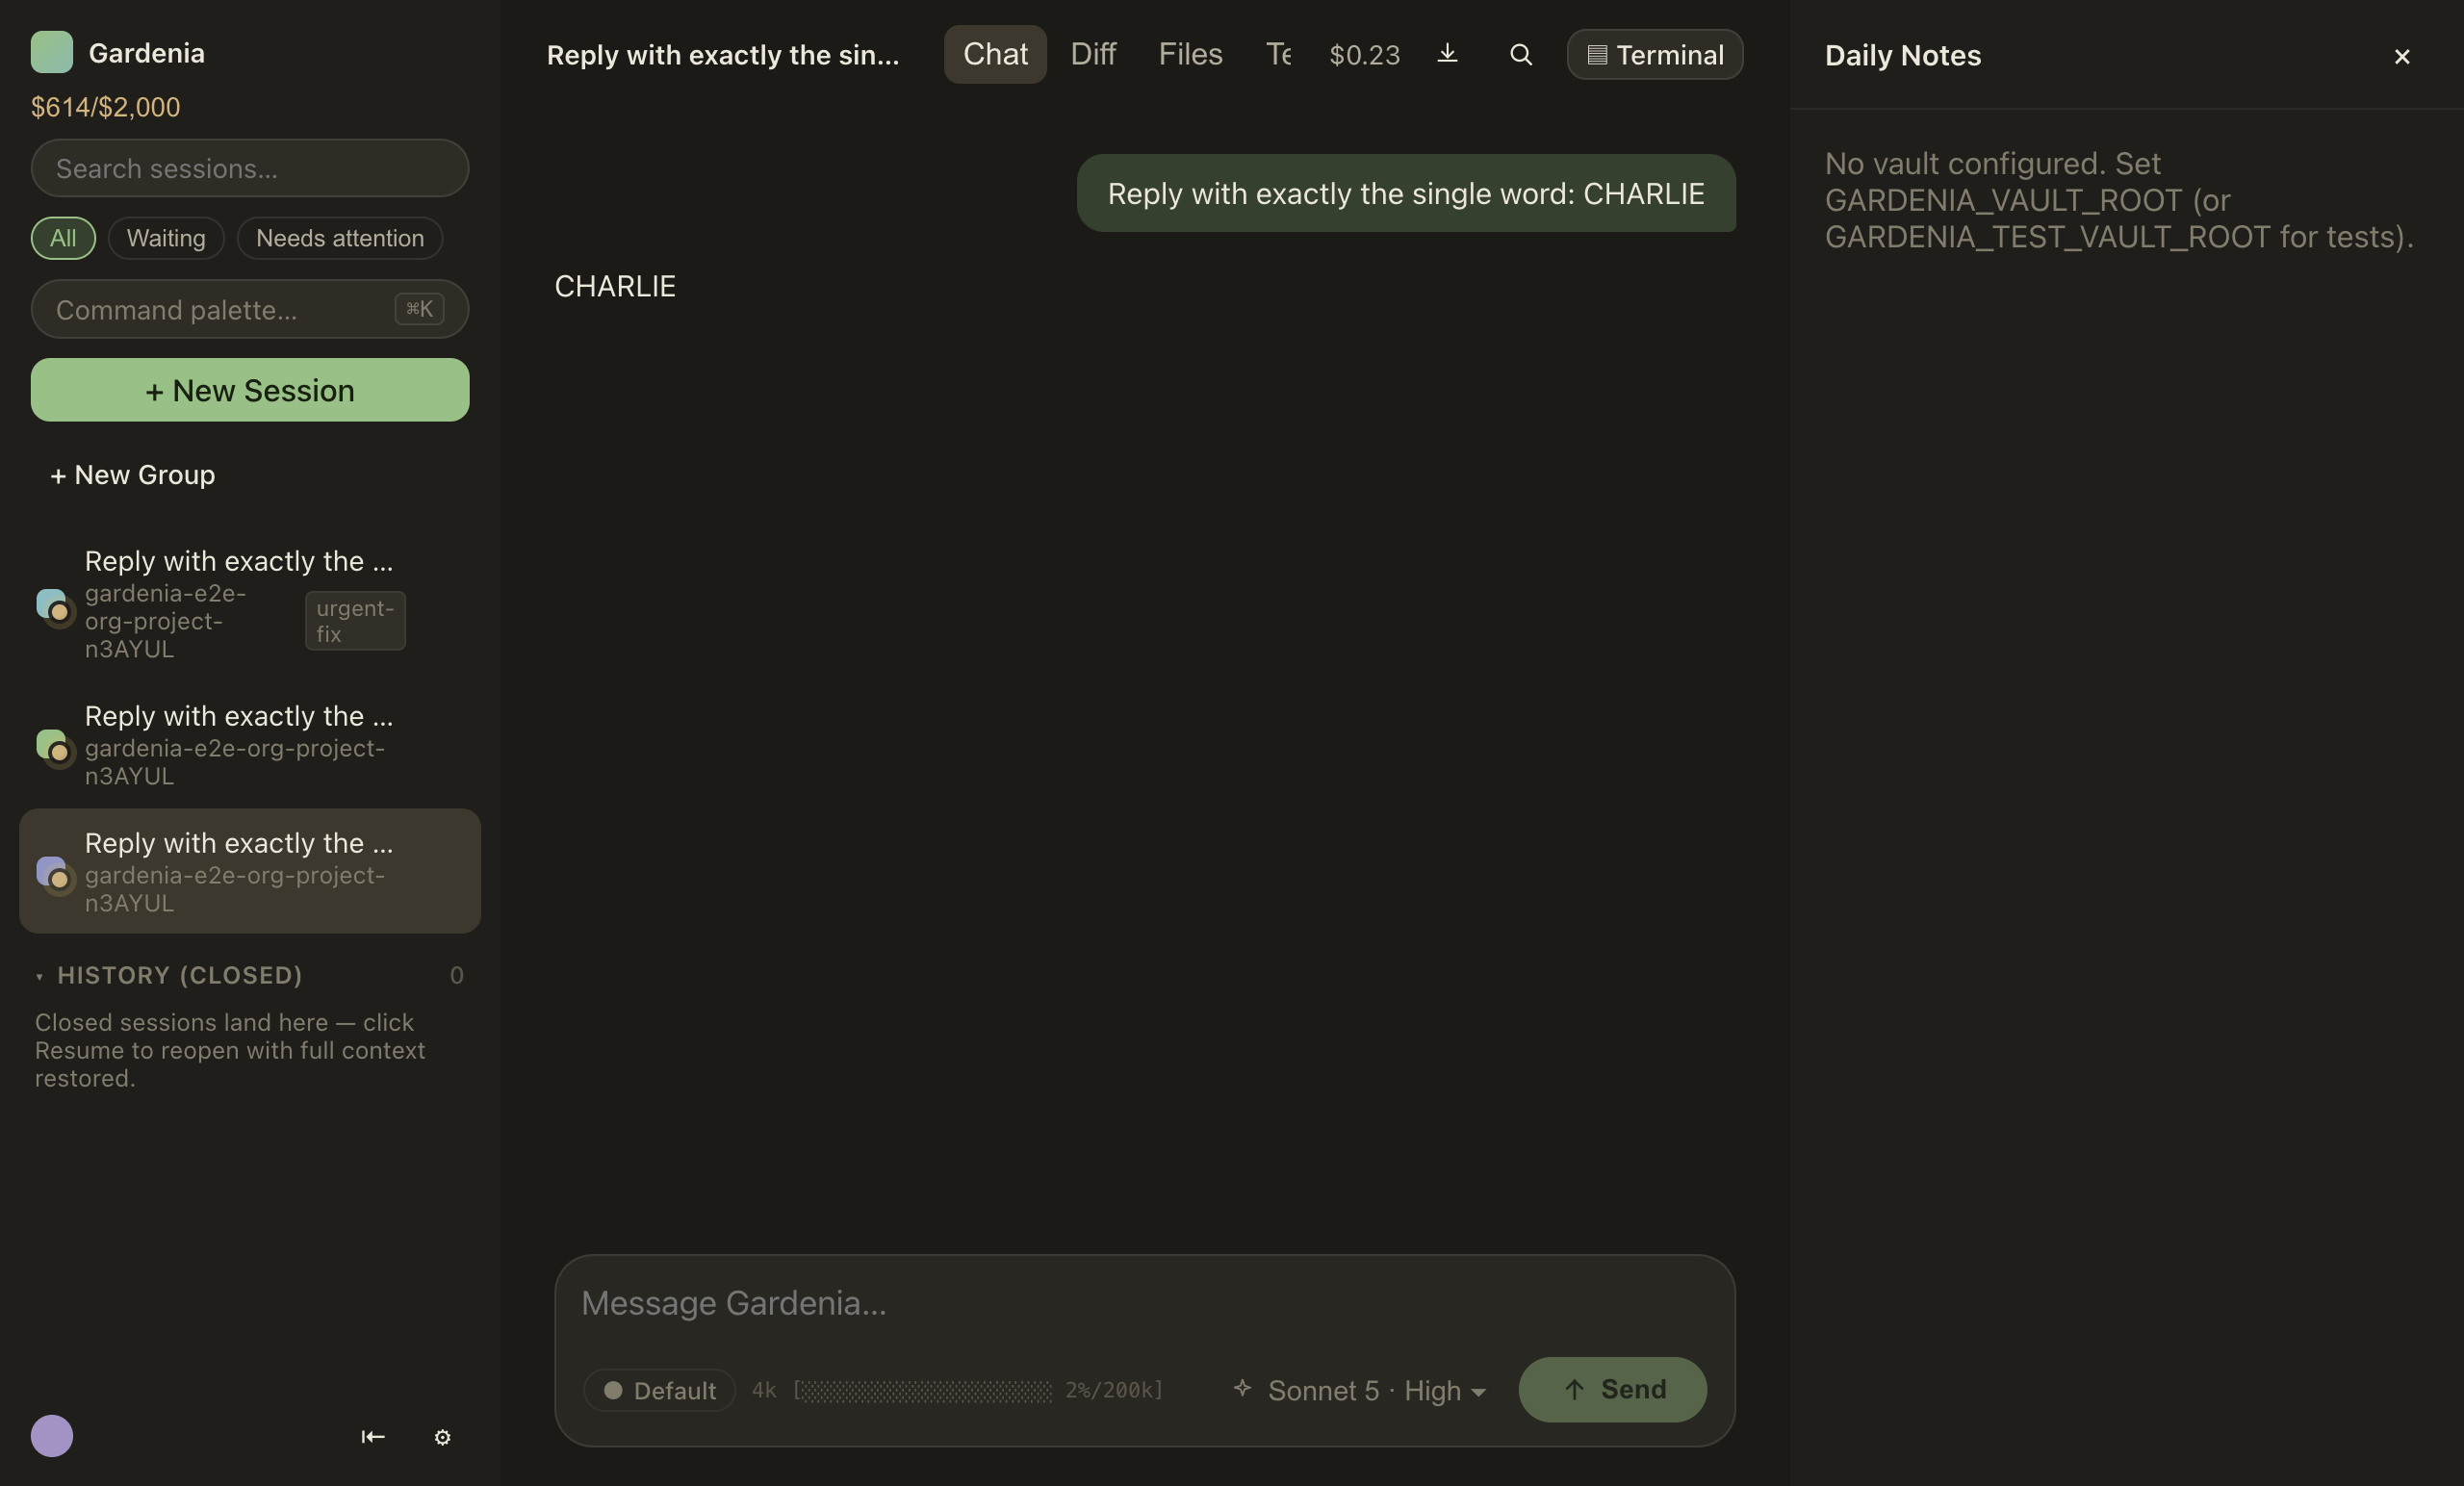 Gardenia
$614/$2,000
Search sessions...
All
Waiting
Needs attention
Command palette...
⌘K
+ New Session
+ New Group
Reply with exactly the ...
gardenia-e2e-
org-project-
n3AYUL
urgent-
fix
Reply with exactly the ...
gardenia-e2e-org-project-
n3AYUL
Reply with exactly the ...
gardenia-e2e-org-project-
n3AYUL
HISTORY (CLOSED)
0
Closed sessions land here — click
Resume to reopen with full context
restored.
Reply with exactly the sin...
Chat
Diff
Files
$0.23
Terminal
Reply with exactly the single word: CHARLIE
CHARLIE
Message Gardenia...
Default
4k [░░░░░░░░░░░░░░░░░░░░ 2%/200k]
Sonnet 5 · High
↑ Send
Daily Notes
×
No vault configured. Set
GARDENIA_VAULT_ROOT (or
GARDENIA_TEST_VAULT_ROOT for tests).